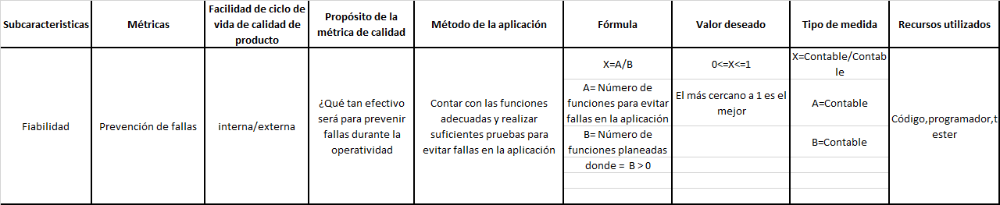 Subcaracteristicas
Métricas
Facilidad de ciclo de
vida de calidad de
producto
Propósito de la
métrica de calidad
Método de la aplicación
Fórmula
Valor deseado
Tipo de medida
Recursos utilizados
Fiabilidad
Prevención de fallas
interna/externa
¿Qué tan efectivo
será para prevenir
fallas durante la
operatividad
Contar con las funciones
adecuadas y realizar
suficientes pruebas para
evitar fallas en la aplicación
X=A/B
A= Número de
funciones para evitar
fallas en la aplicación
B= Número de
funciones planeadas
donde = B > 0
0<=X<=1
El más cercano a 1 es el
mejor
X=Contable/Contab
le
A=Contable
B=Contable
Código,programador,t
ester